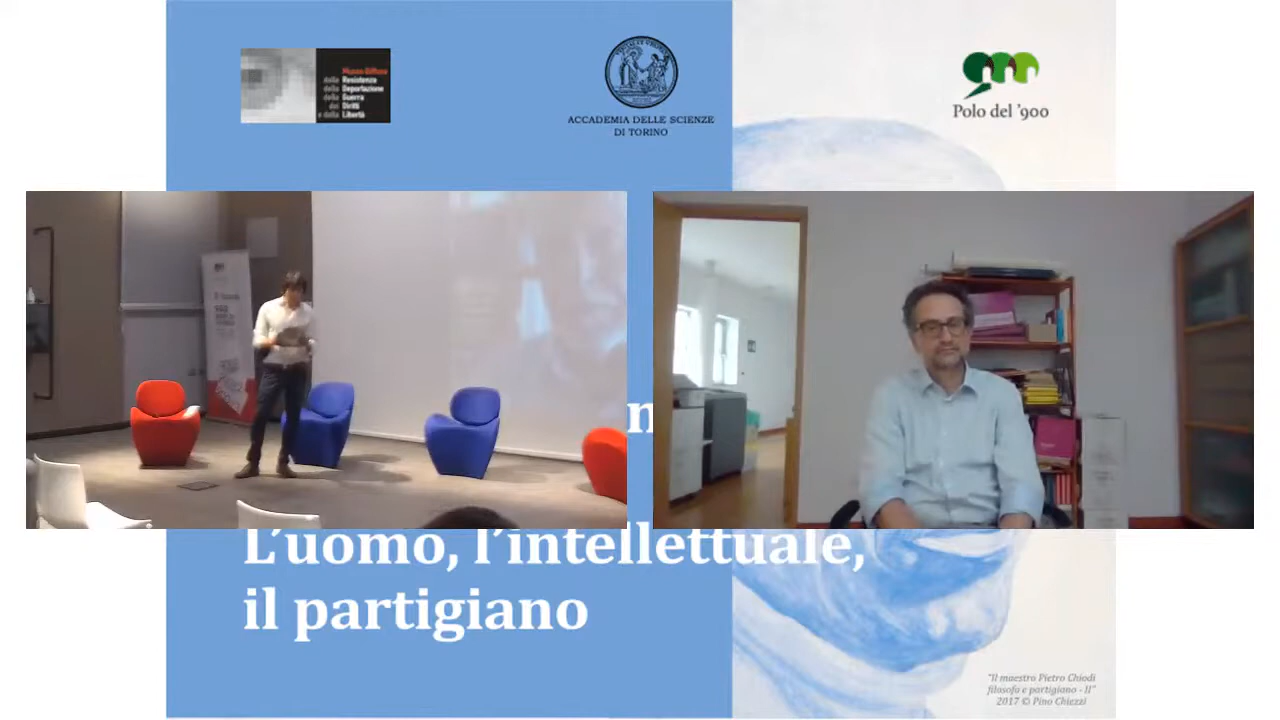 Museo Diffuso
della Resistenza
della Deportazione
della Guerra
dei Diritti
e della Libertà
ACCADEMIA DELLE SCIENZE
DI TORINO
Polo del '900
L'uomo, l'intellettuale,
il partigiano
"Il maestro Pietro Chiodi
filosofo e partigiano - II"
2017 © Pino Chiezzi